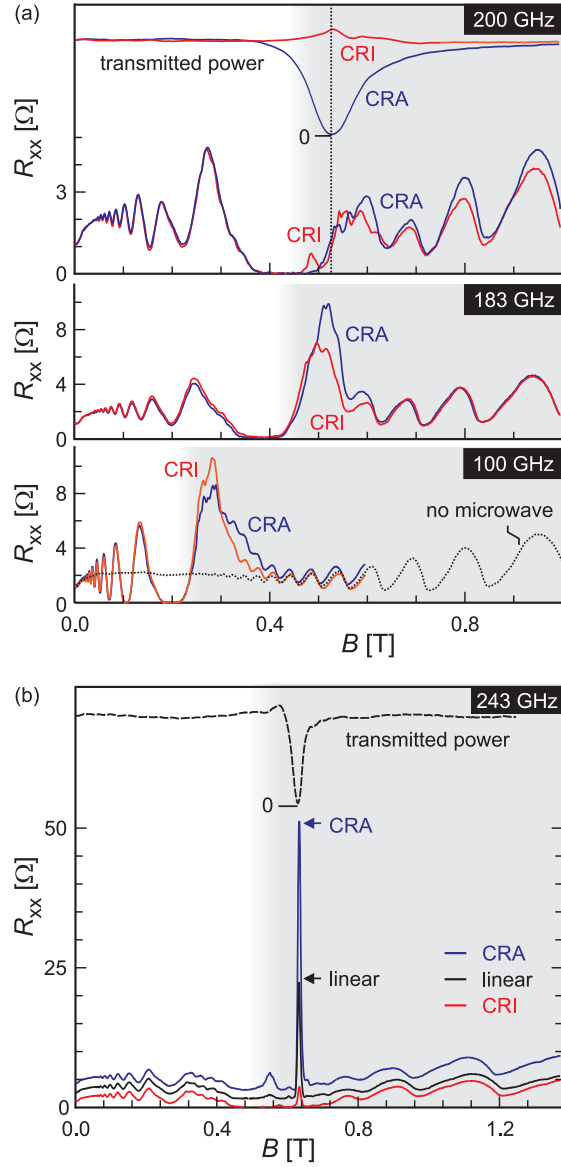 (a)
200 GHz
transmitted power
CRI
CRA
0
Rxx [Ω]
3
0
CRI
CRA
183 GHz
Rxx [Ω]
8
4
0
CRA
CRI
100 GHz
Rxx [Ω]
8
4
0
CRI
CRA
no microwave
0.0 0.4 0.8
B [T]
(b)
243 GHz
transmitted power
0
Rxx [Ω]
50
25
0
CRA
linear
CRA
linear
CRI
0.0 0.4 0.8 1.2
B [T]